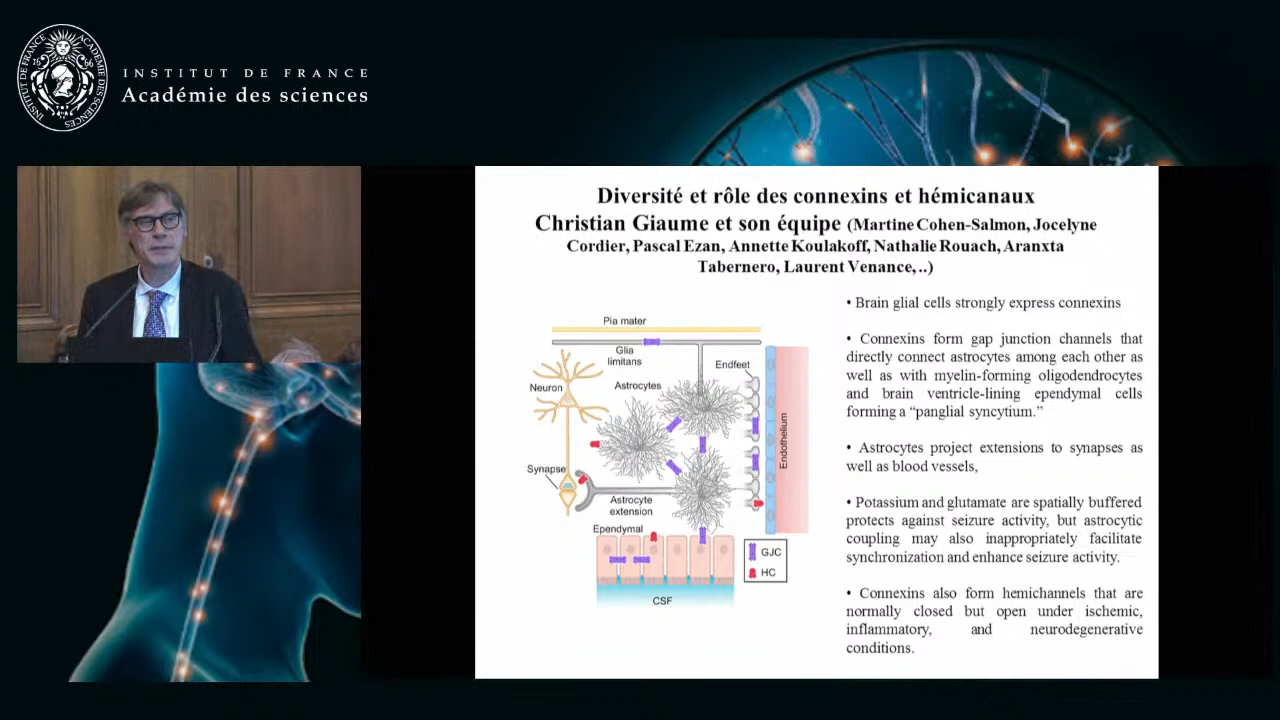 INSTITUT DE FRANCE
Académie des sciences
Diversité et rôle des connexins et hémicanaux
Christian Giaume et son équipe (Martine Cohen-Salmon, Jocelyne
Cordier, Pascal Ezan, Annette Koulakoff, Nathalie Rouach, Aranxta
Tabernero, Laurent Venance,..)
Pia mater
Glia
limitans
Endfeet
Neuron
Astrocytes
Endothelium
Synapse
Astrocyte
extension
Ependymal
GJC
HC
CSF
• Brain glial cells strongly express connexins
• Connexins form gap junction channels that
directly connect astrocytes among each other as
well as with myelin-forming oligodendrocytes
and brain ventricle-lining ependymal cells
forming a “panglial syncytium.”
• Astrocytes project extensions to synapses as
well as blood vessels,
• Potassium and glutamate are spatially buffered
protects against seizure activity, but astrocytic
coupling may also inappropriately facilitate
synchronization and enhance seizure activity.
• Connexins also form hemichannels that are
normally closed but open under ischemic,
inflammatory, and neurodegenerative
conditions.